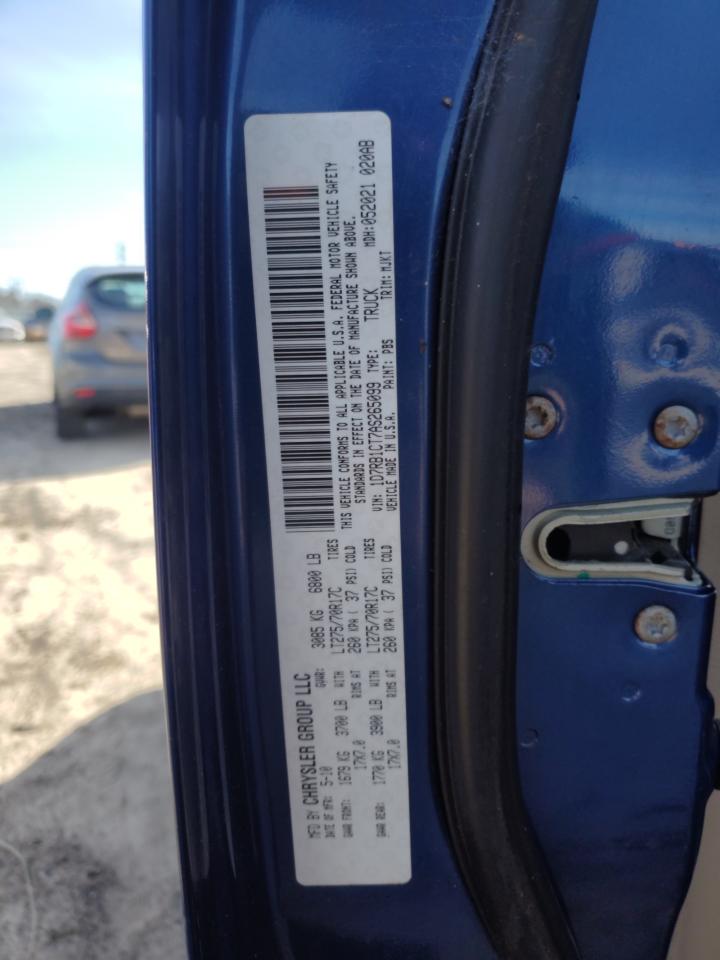 MFD BY CHRYSLER GROUP LLC
DATE OF MFR: 5-10 GVWR: 3085 KG 6800 LB
GAWR FRONT: 1679 KG 3700 LB WITH LT275/70R17C TIRES
17X7.0 RIMS AT 260 KPA ( 37 PSI) COLD
GAWR REAR: 1770 KG 3900 LB WITH LT275/70R17C TIRES
17X7.0 RIMS AT 260 KPA ( 37 PSI) COLD
THIS VEHICLE CONFORMS TO ALL APPLICABLE U.S.A. FEDERAL MOTOR VEHICLE SAFETY
STANDARDS IN EFFECT ON THE DATE OF MANUFACTURE SHOWN ABOVE.
VIN: 1D7RB1CT7AS265099 TYPE: TRUCK MDH: 052021 020AB
VEHICLE MADE IN U.S.A. PAINT: PBS TRIM: MJKT